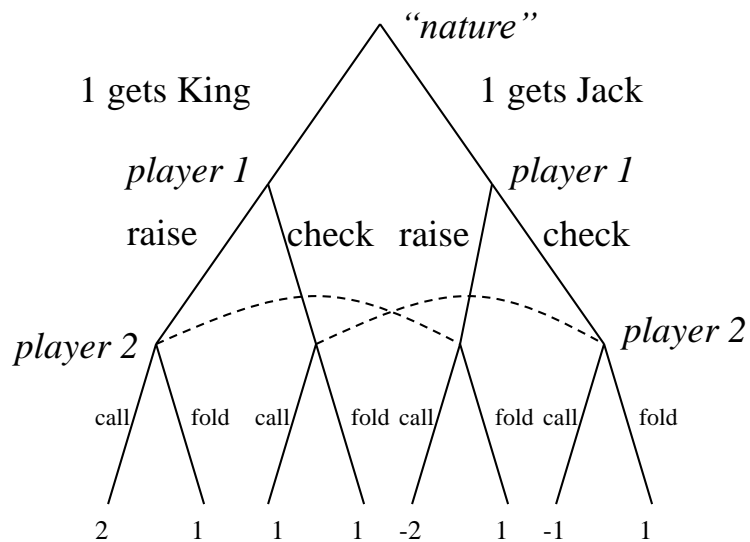 “nature”
1 gets King 1 gets Jack
player 1 player 1
raise check raise check
player 2 player 2
call fold call fold call fold call fold
2 1 1 1 -2 1 -1 1